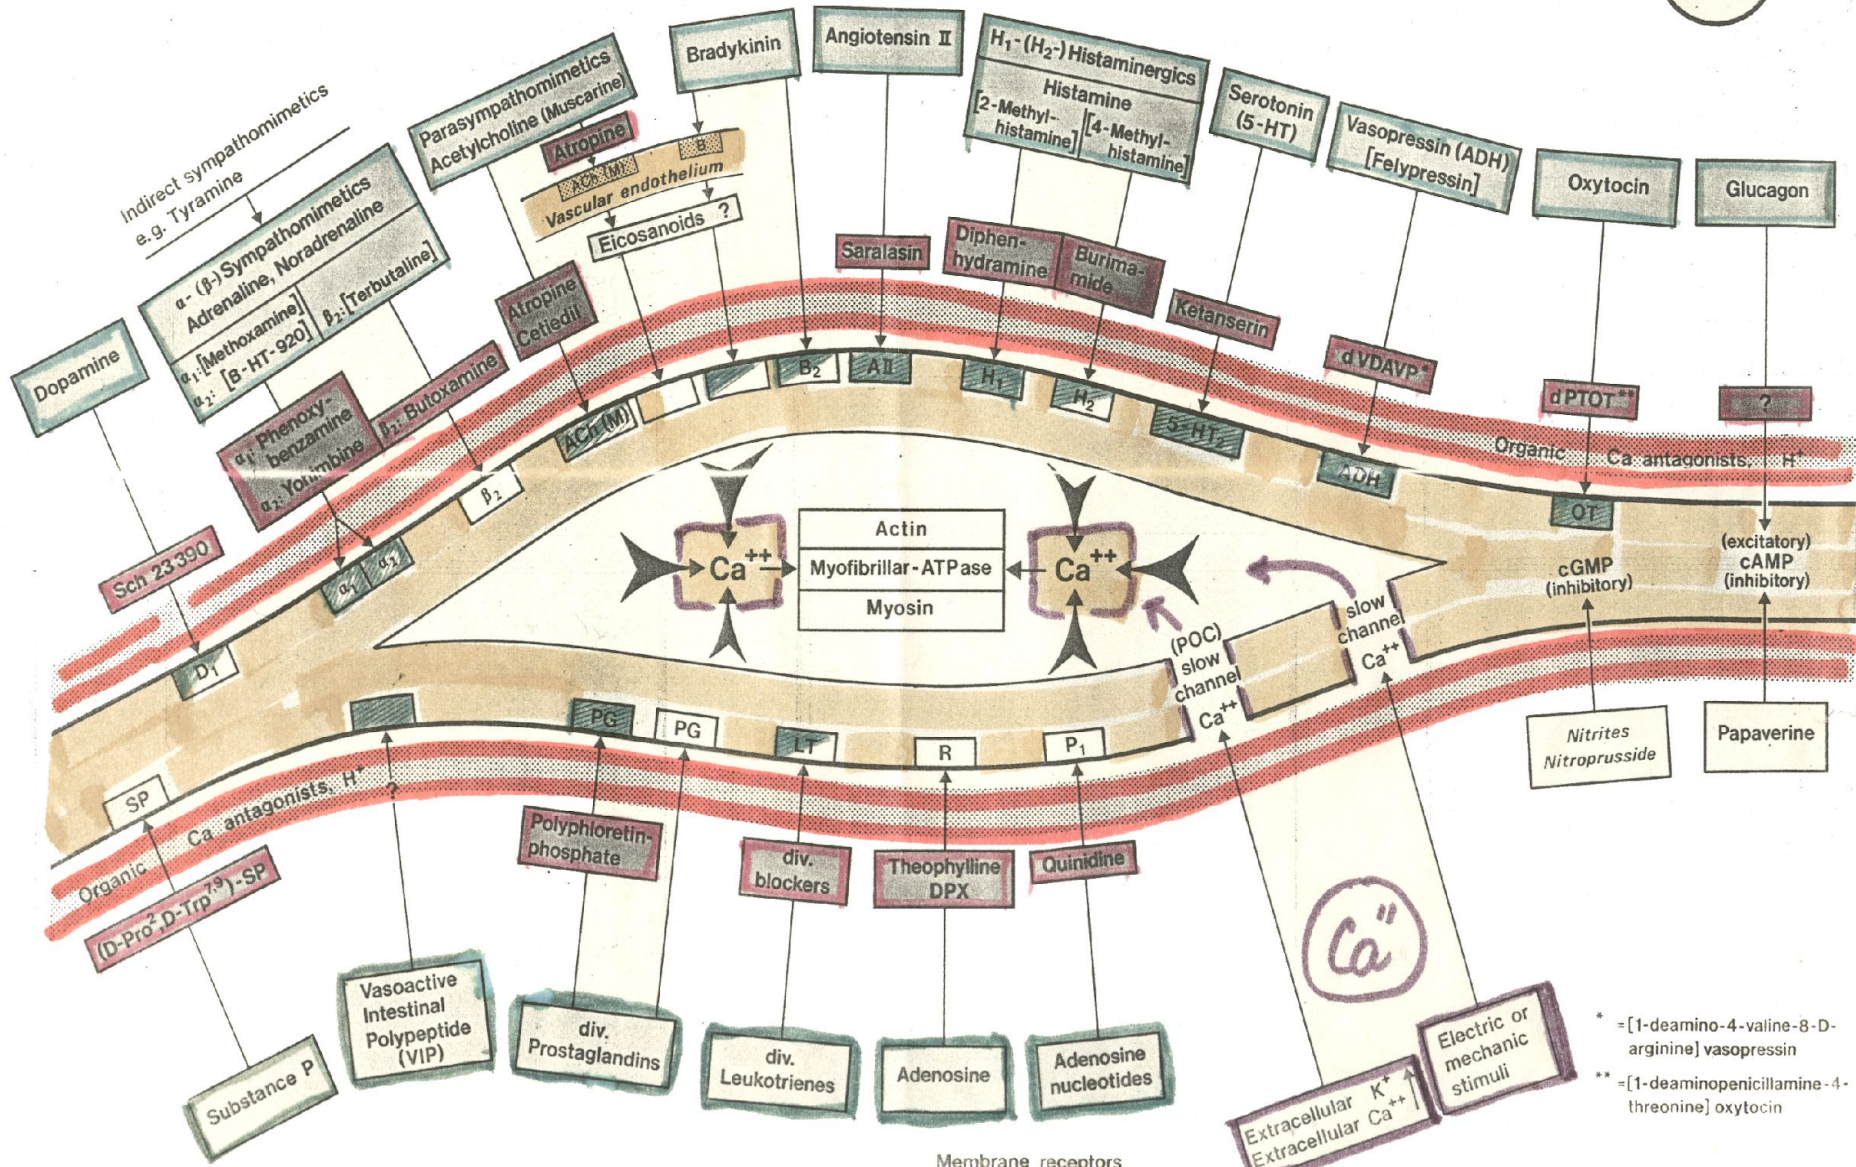 Indirect sympathomimetics
e.g. Tyramine
Dopamine
α- (β-) Sympathomimetics
Adrenaline, Noradrenaline
α₁:[Methoxamine]
α₂: [B-HT-920]
β₂:[Terbutaline]
Parasympathomimetics
Acetylcholine (Muscarine)
Atropine
Bradykinin
ACh (M)
B
Vascular endothelium
Eicosanoids ?
Angiotensin II
H₁-(H₂-)Histaminergics
Histamine
[2-Methyl-
histamine]
[4-Methyl-
histamine]
Serotonin
(5-HT)
Vasopressin (ADH)
[Felypressin]
Oxytocin
Glucagon
Sch 23390
α₁: Phenoxy-
benzamine
α₂: Yohimbine
β₂: Butoxamine
Atropine
Cetiedil
Saralasin
Diphen-
hydramine
Burima-
mide
Ketanserin
dVDAVP*
dPTOT**
?
Organic Ca antagonists, H⁺
D₁
α₁
α₂
β₂
ACh (M)
B₂
AII
H₁
H₂
5-HT₂
ADH
OT
Ca⁺⁺
Actin
Myofibrillar-ATPase
Myosin
Ca⁺⁺
(POC)
slow
channel
Ca⁺⁺
slow
channel
Ca⁺⁺
cGMP
(inhibitory)
(excitatory)
cAMP
(inhibitory)
SP
PG
PG
LT
R
P₁
Organic Ca antagonists, H⁺
?
(D-Pro²,D-Trp⁷·⁹)-SP
Polyphloretin-
phosphate
div.
blockers
Theophylline
DPX
Quinidine
Nitrites
Nitroprusside
Papaverine
Substance P
Vasoactive
Intestinal
Polypeptide
(VIP)
div.
Prostaglandins
div.
Leukotrienes
Adenosine
Adenosine
nucleotides
Ca"
Extracellular K⁺
Extracellular Ca⁺⁺
Electric or
mechanic
stimuli
* =[1-deamino-4-valine-8-D-
arginine] vasopressin
** =[1-deaminopenicillamine-4-
threonine] oxytocin
Membrane receptors